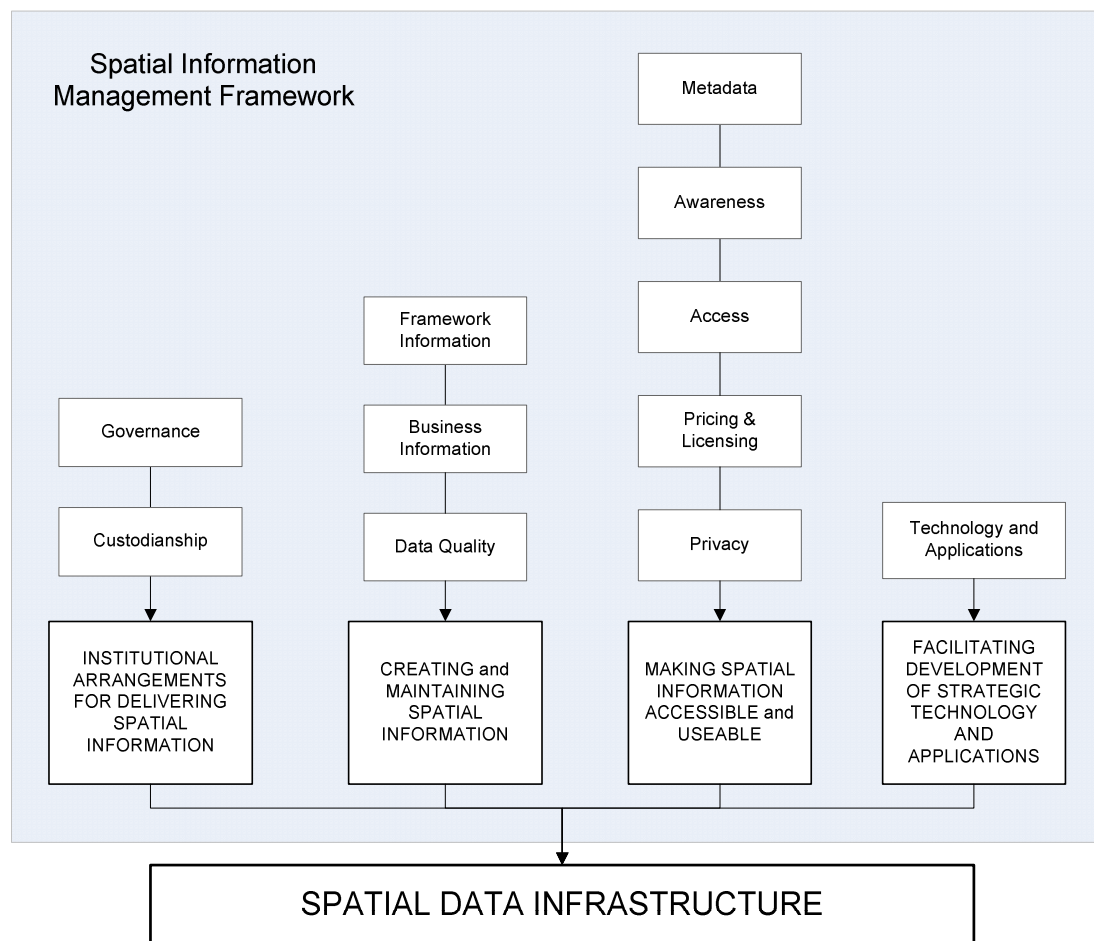 Spatial Information
Management Framework
Metadata
Awareness
Access
Pricing &
Licensing
Privacy
Framework
Information
Business
Information
Data Quality
Governance
Custodianship
Technology and
Applications
INSTITUTIONAL
ARRANGEMENTS
FOR DELIVERING
SPATIAL
INFORMATION
CREATING and
MAINTAINING
SPATIAL
INFORMATION
MAKING SPATIAL
INFORMATION
ACCESSIBLE and
USEABLE
FACILITATING
DEVELOPMENT
OF STRATEGIC
TECHNOLOGY
AND
APPLICATIONS
SPATIAL DATA INFRASTRUCTURE